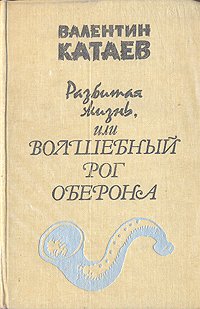 ВАЛЕНТИН
КАТАЕВ
Разбитая
жизнь,
или
ВОЛШЕБНЫЙ
РОГ
ОБЕРОНА